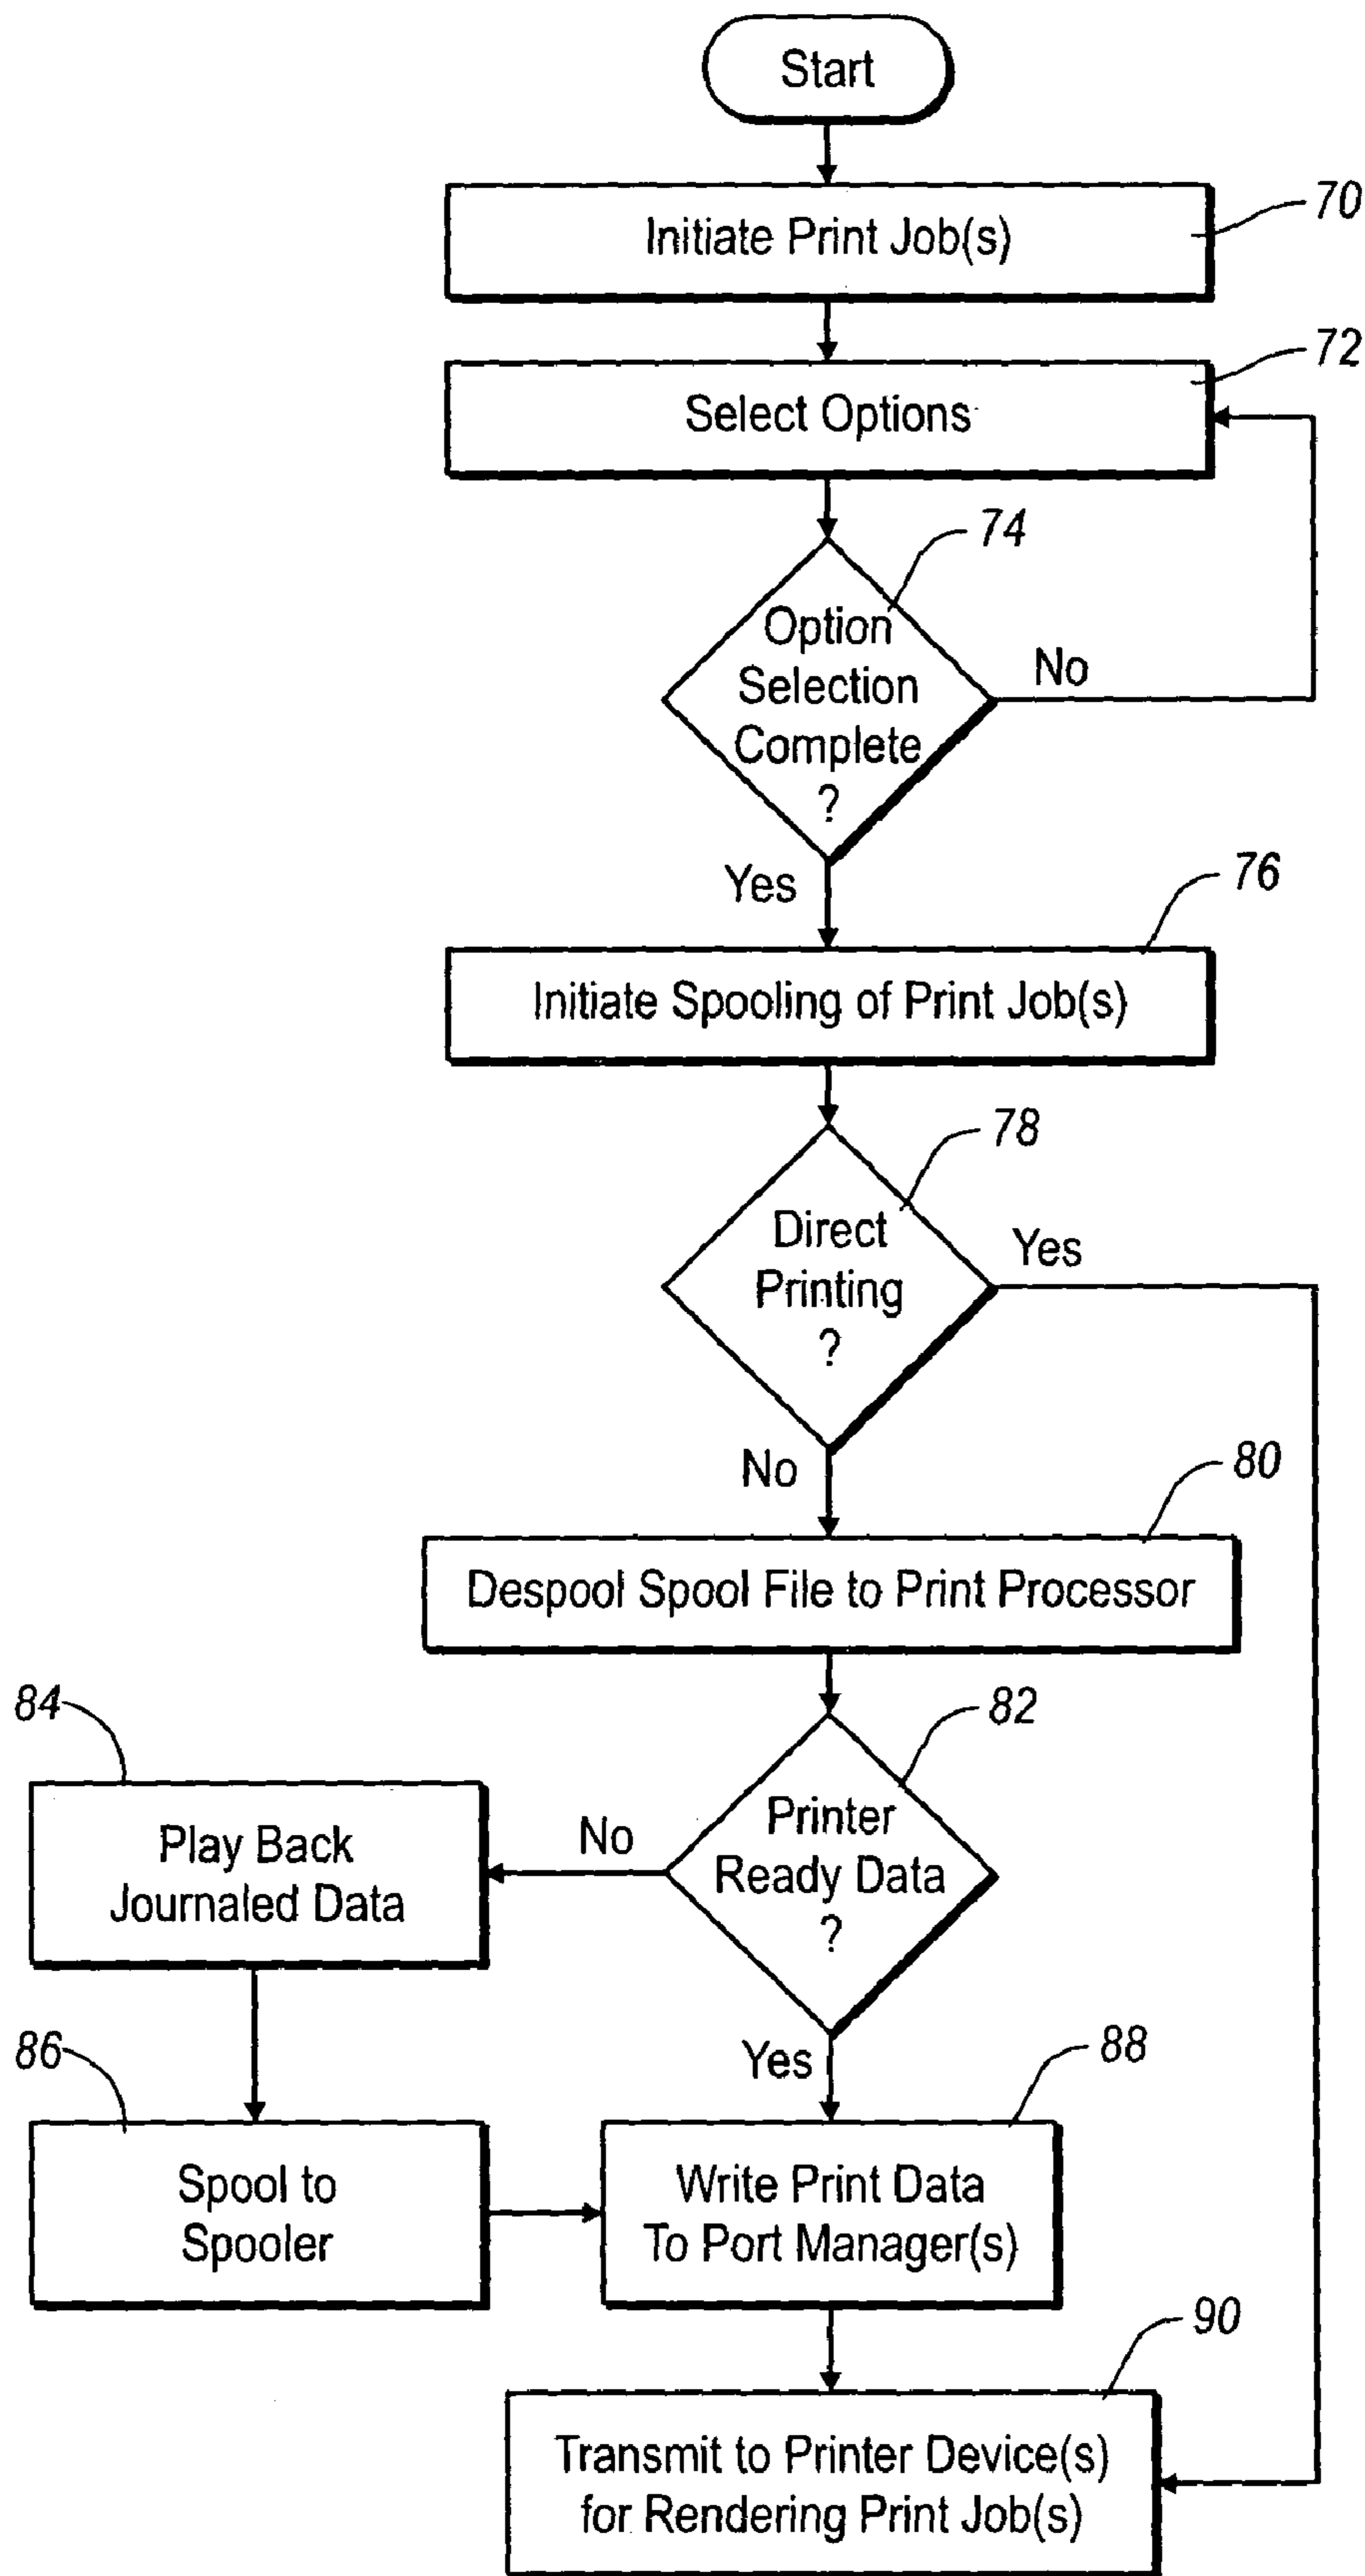 Start
70
Initiate Print Job(s)
72
Select Options
74
Option
Selection
Complete
?
No
Yes
76
Initiate Spooling of Print Job(s)
78
Direct
Printing
?
Yes
No
80
Despool Spool File to Print Processor
82
84
Printer
Ready Data
?
No
Play Back
Journaled Data
Yes
86
88
Spool to
Spooler
Write Print Data
To Port Manager(s)
90
Transmit to Printer Device(s)
for Rendering Print Job(s)